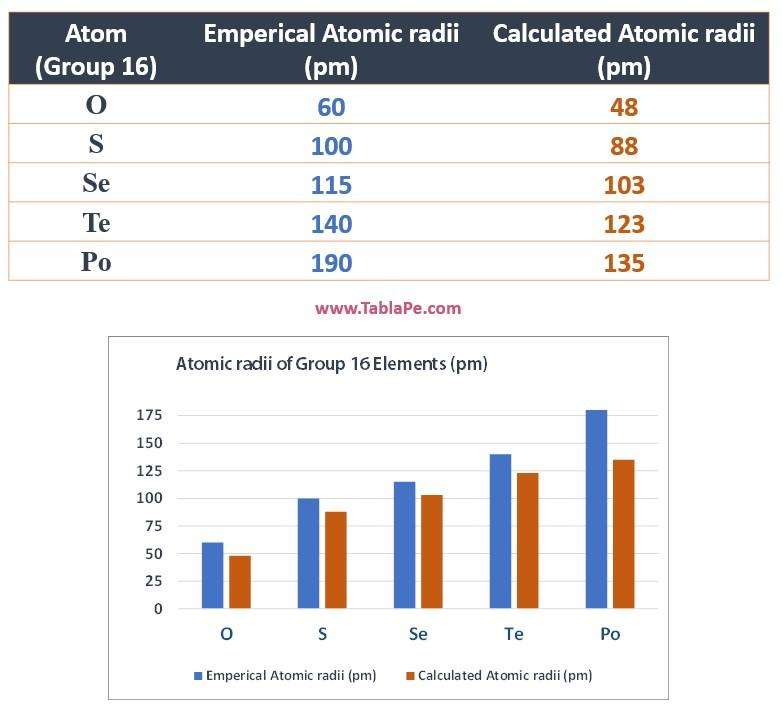 Atom Emperical Atomic radii Calculated Atomic radii
(Group 16) (pm) (pm)
O 60 48
S 100 88
Se 115 103
Te 140 123
Po 190 135
www.TablaPe.com
Atomic radii of Group 16 Elements (pm)
175
150
125
100
75
50
25
0
O S Se Te Po
Emperical Atomic radii (pm) Calculated Atomic radii (pm)